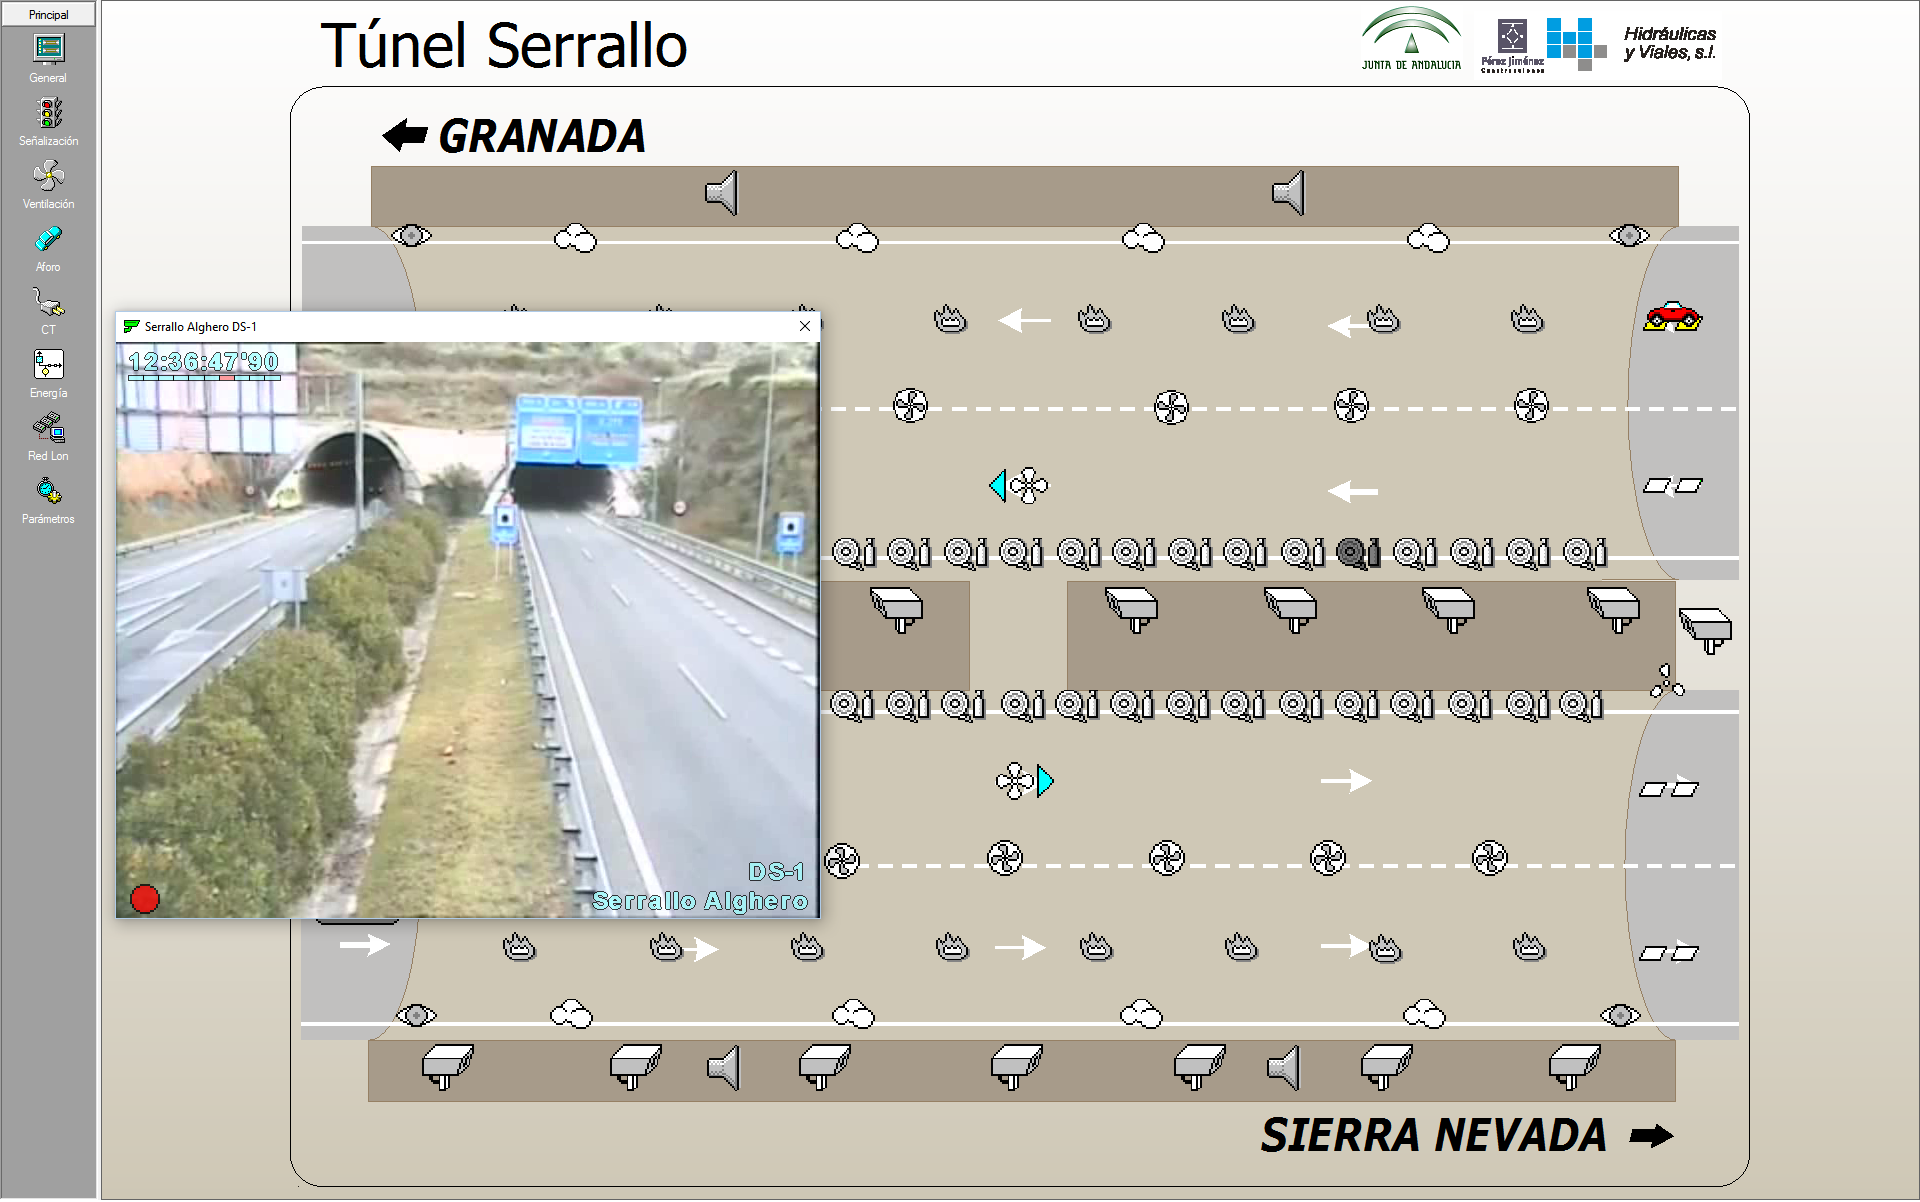 Principal
General
Señalización
Ventilación
Aforo
CT
Energía
Red Lon
Parámetros
Túnel Serrallo
JUNTA DE ANDALUCIA
Pérez Jiménez
Construcciones
Hidráulicas
y Viales, s.l.
GRANADA
Serrallo Alghero DS-1
12:36:47'90
DS-1
Serrallo Alghero
SIERRA NEVADA